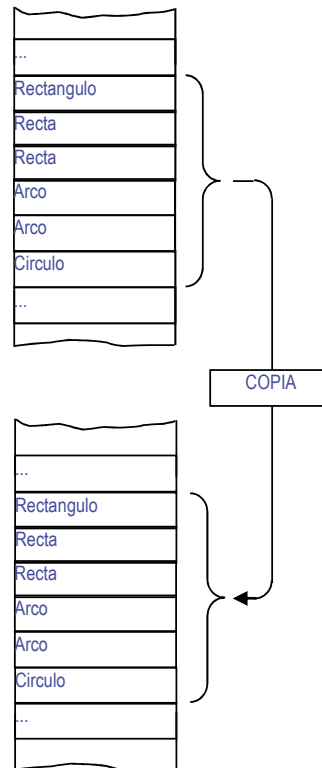 ...
Rectangulo
Recta
Recta
Arco
Arco
Circulo
...
COPIA
...
Rectangulo
Recta
Recta
Arco
Arco
Circulo
...